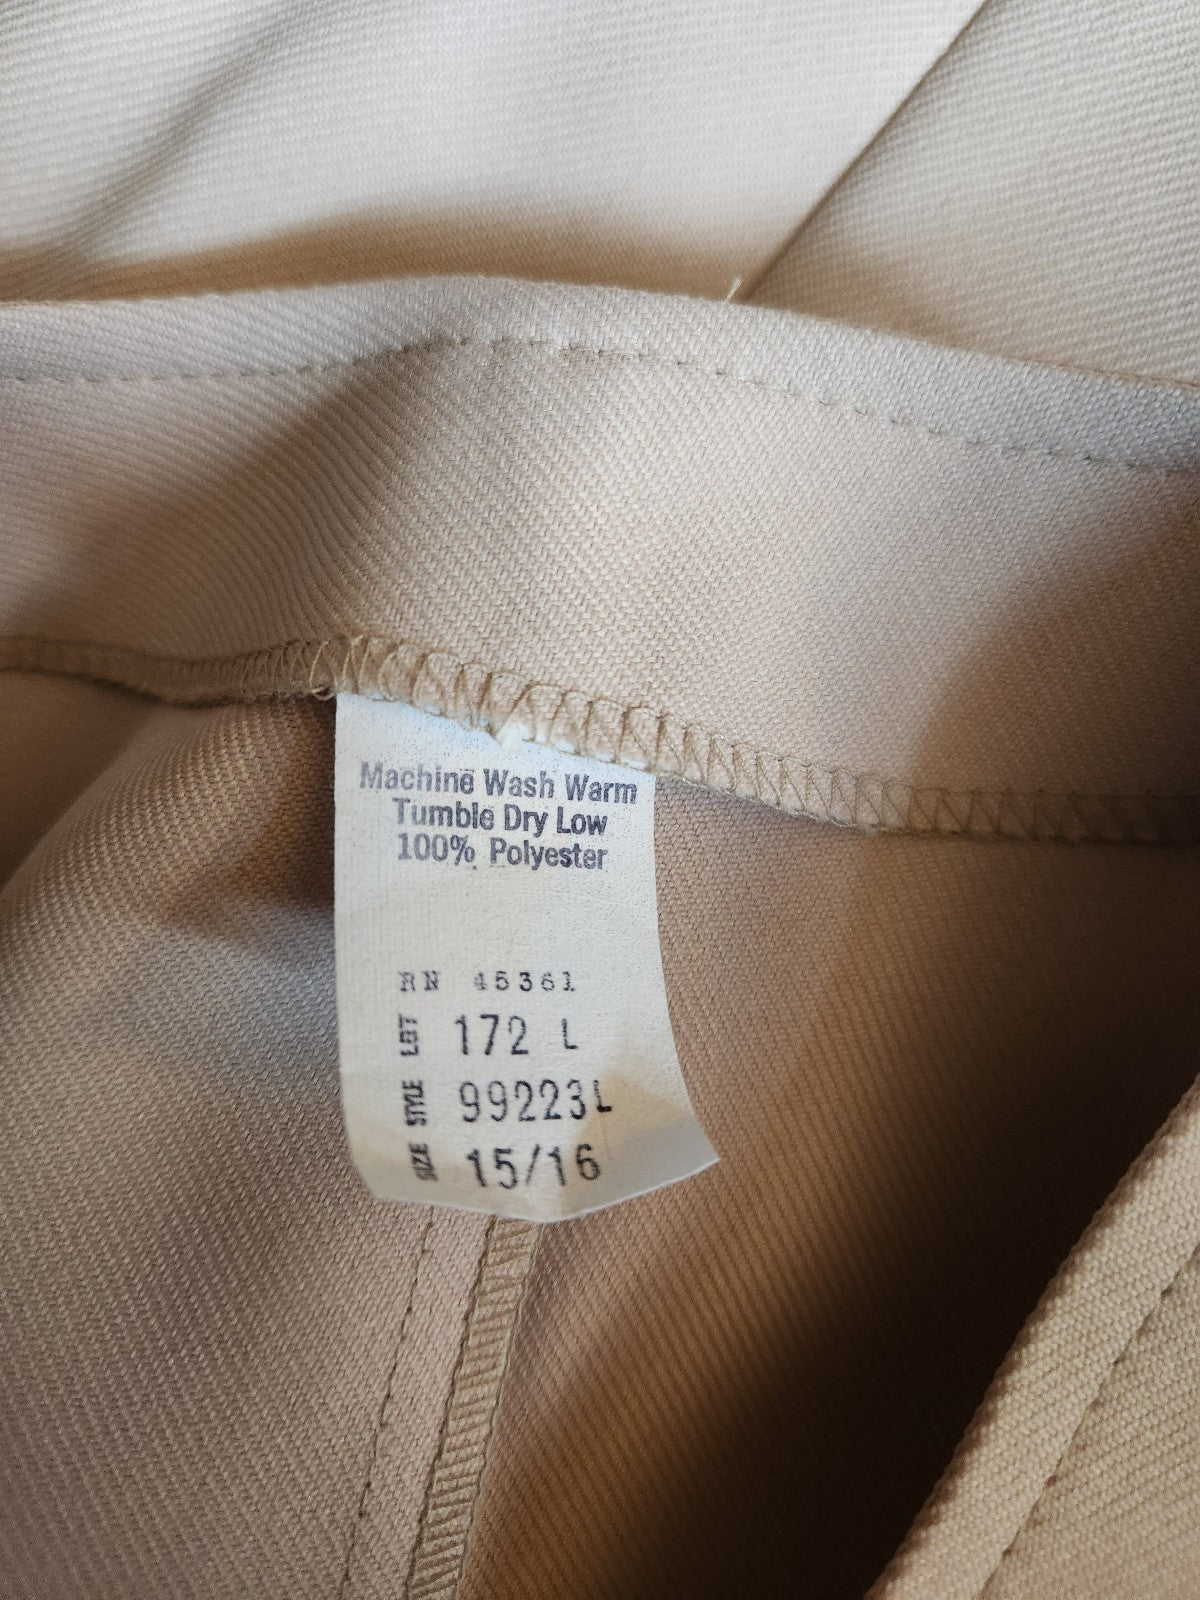 Machine Wash Warm
Tumble Dry Low
100% Polyester
RN 45361
LOT 172 L
STYLE 99223L
SIZE 15/16